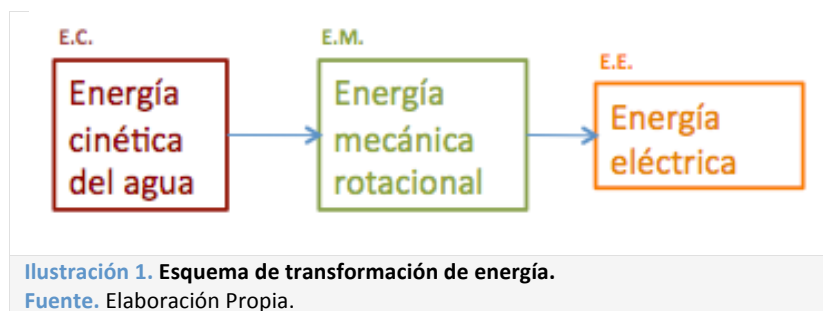 E.C.
Energía
cinética
del agua
E.M.
Energía
mecánica
rotacional
E.E.
Energía
eléctrica
Ilustración 1. Esquema de transformación de energía.
Fuente. Elaboración Propia.